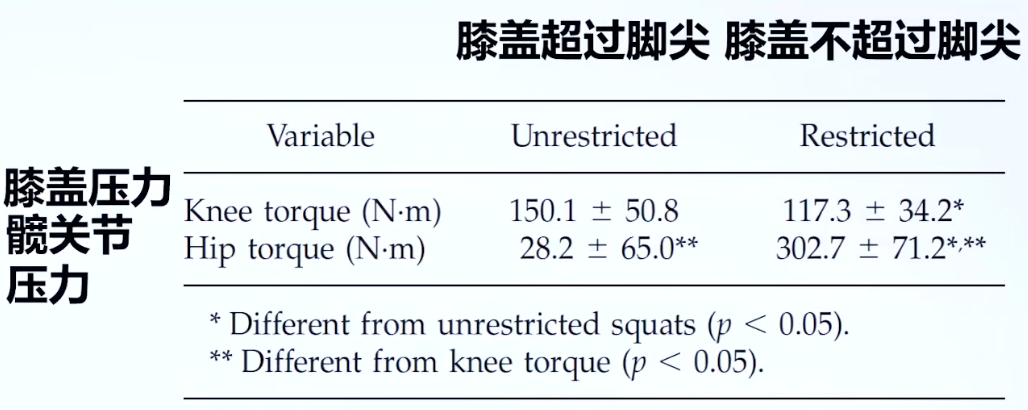 膝盖超过脚尖 膝盖不超过脚尖
Variable Unrestricted Restricted
膝盖压力
髋关节
压力
Knee torque (N·m) 150.1 ± 50.8 117.3 ± 34.2*
Hip torque (N·m) 28.2 ± 65.0** 302.7 ± 71.2*,**
* Different from unrestricted squats (p < 0.05).
** Different from knee torque (p < 0.05).